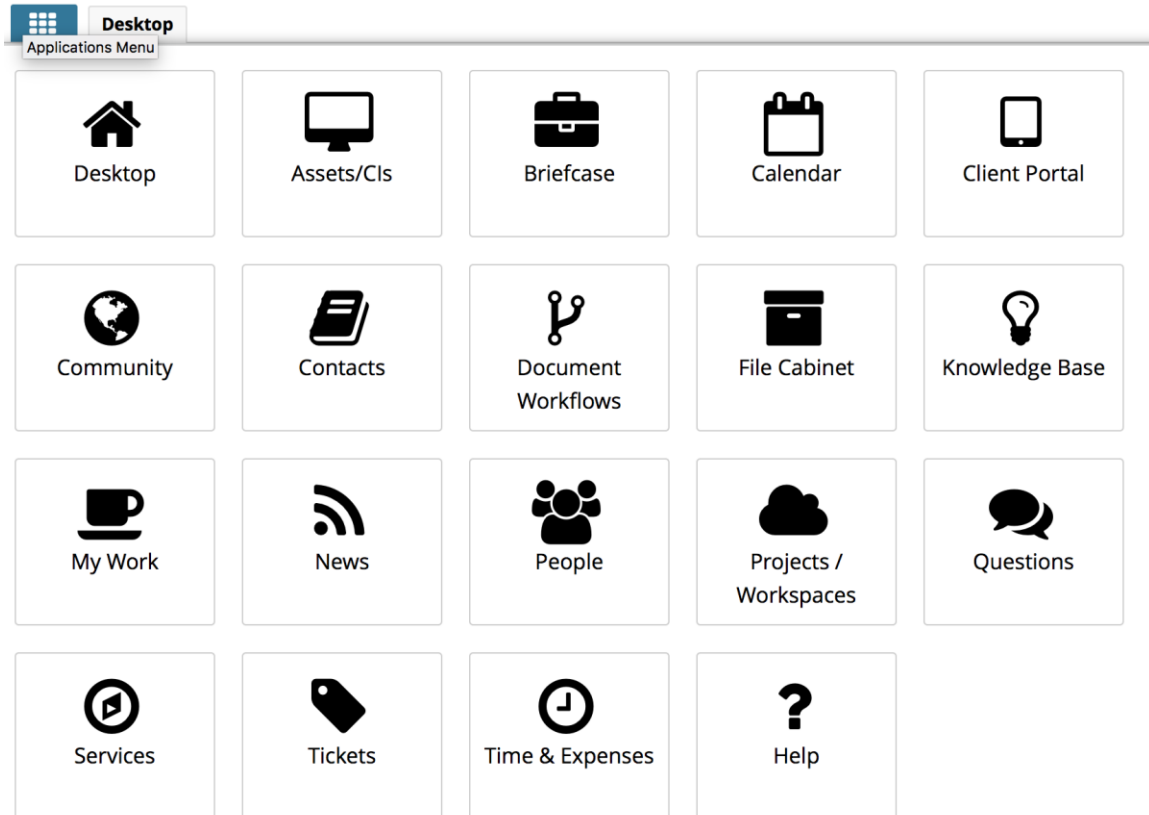 Desktop
Applications Menu
Desktop
Assets/CIs
Briefcase
Calendar
Client Portal
Community
Contacts
Document
Workflows
File Cabinet
Knowledge Base
My Work
News
People
Projects /
Workspaces
Questions
Services
Tickets
Time & Expenses
Help